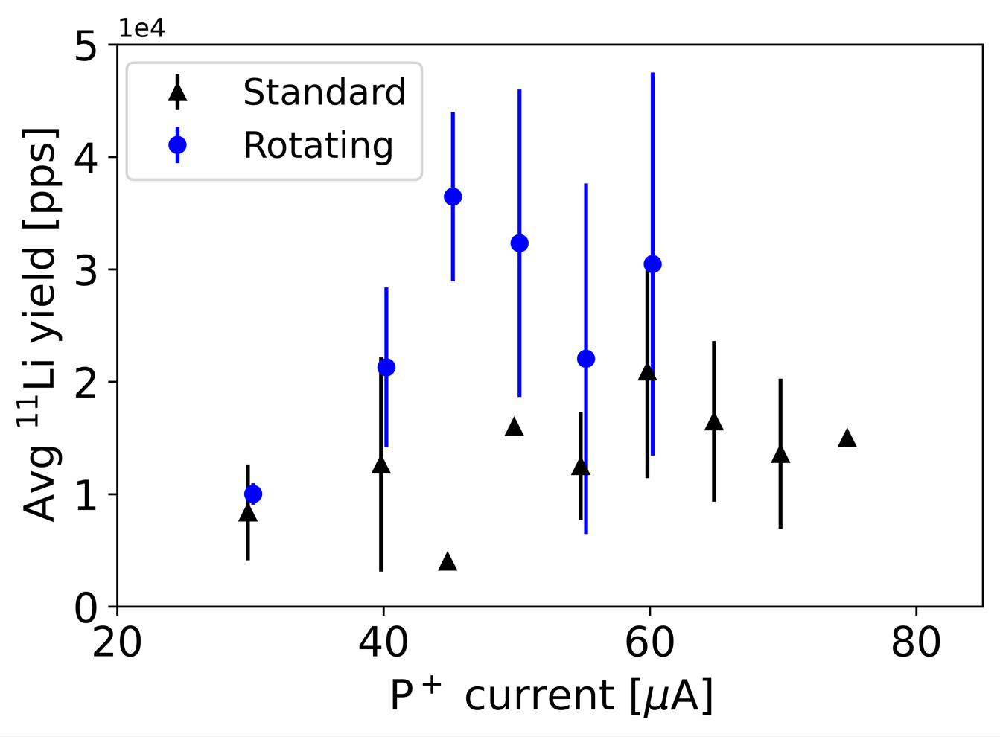 1e4
5
4
3
2
1
0
Avg ¹¹Li yield [pps]
Standard
Rotating
20 40 60 80
P⁺ current [μA]